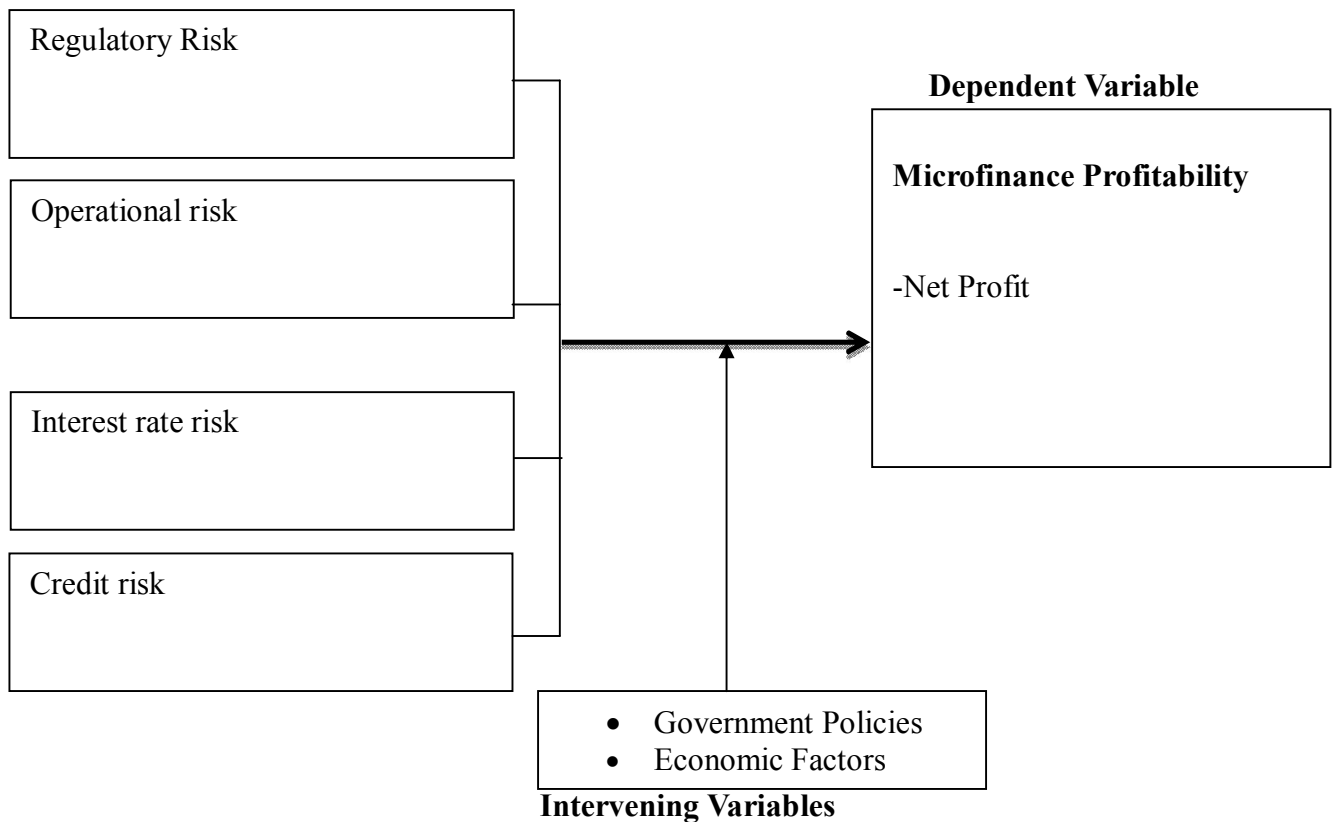 Regulatory Risk
Operational risk
Interest rate risk
Credit risk
Dependent Variable
Microfinance Profitability
-Net Profit
• Government Policies
• Economic Factors
Intervening Variables